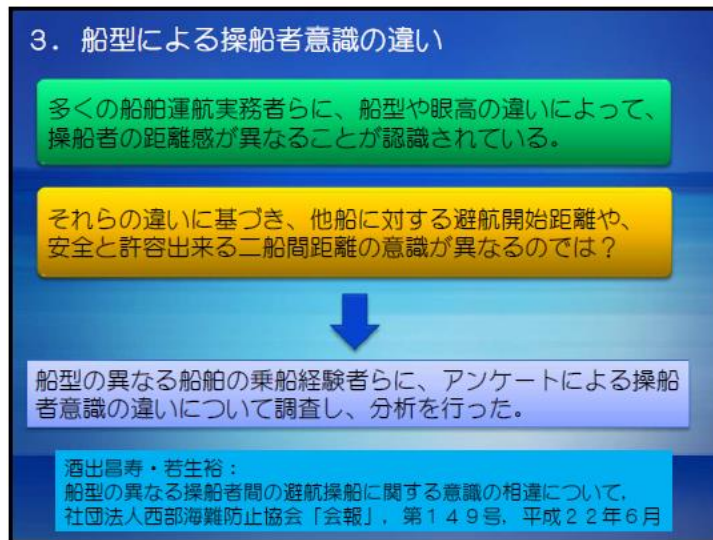 3．船型による操船者意識の違い
多くの船舶運航実務者らに、船型や眼高の違いによって、
操船者の距離感が異なることが認識されている。
それらの違いに基づき、他船に対する避航開始距離や、
安全と許容出来る二船間距離の意識が異なるのでは？
船型の異なる船舶の乗船経験者らに、アンケートによる操船
者意識の違いについて調査し、分析を行った。
酒出昌寿・若生裕：
船型の異なる操船者間の避航操船に関する意識の相違について，
社団法人西部海難防止協会「会報」，第１４９号，平成２２年６月